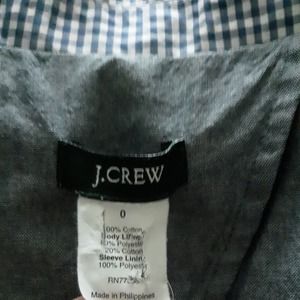 J.CREW
0
100% Cotton
Body Lining
80% Polyester
20% Cotton
Sleeve Lining
100% Polyester
Made in Philippines